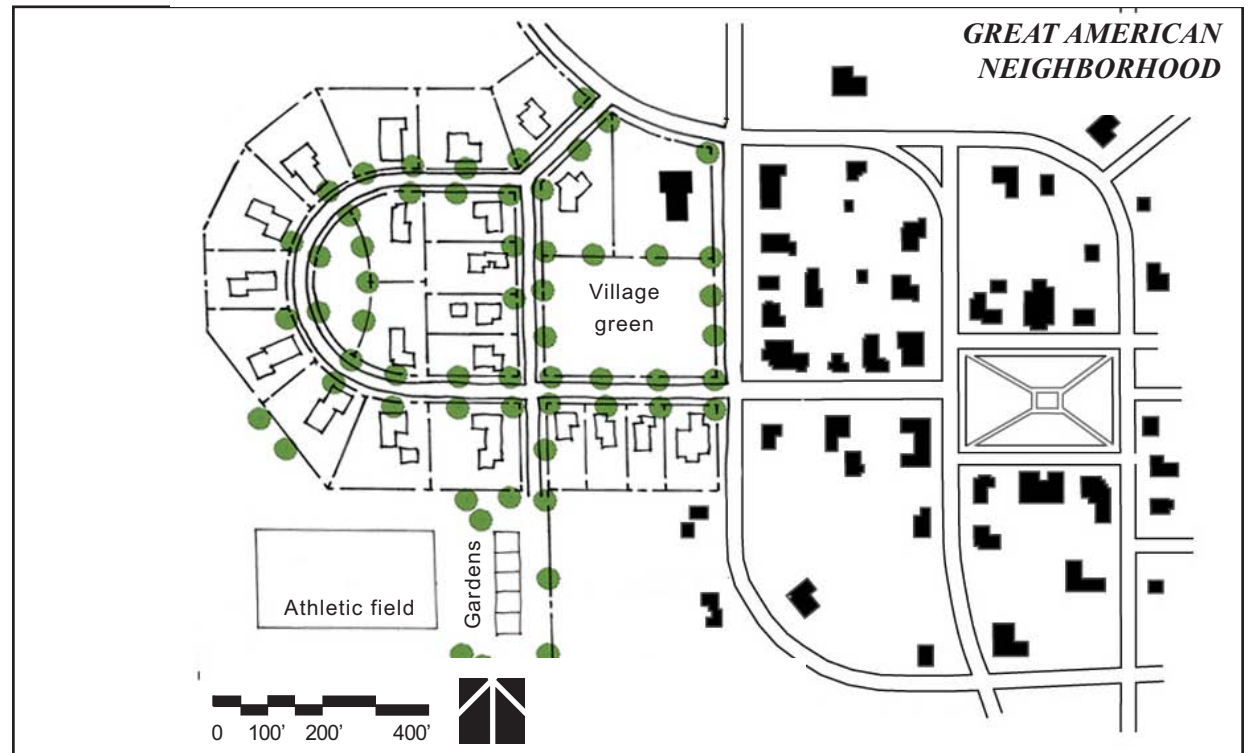 GREAT AMERICAN
NEIGHBORHOOD
Village
green
Athletic field
Gardens
0 100’ 200’ 400’